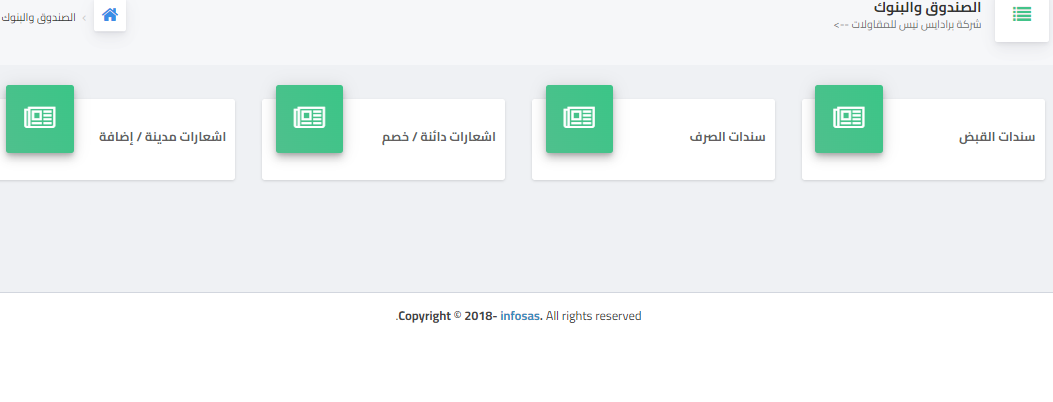 الصندوق والبنوك
شركة برادايس نيس للمقاولات -->
الصندوق والبنوك
سندات القبض
سندات الصرف
اشعارات دائنة / خصم
اشعارات مدينة / إضافة
Copyright © 2018- infosas. All rights reserved.